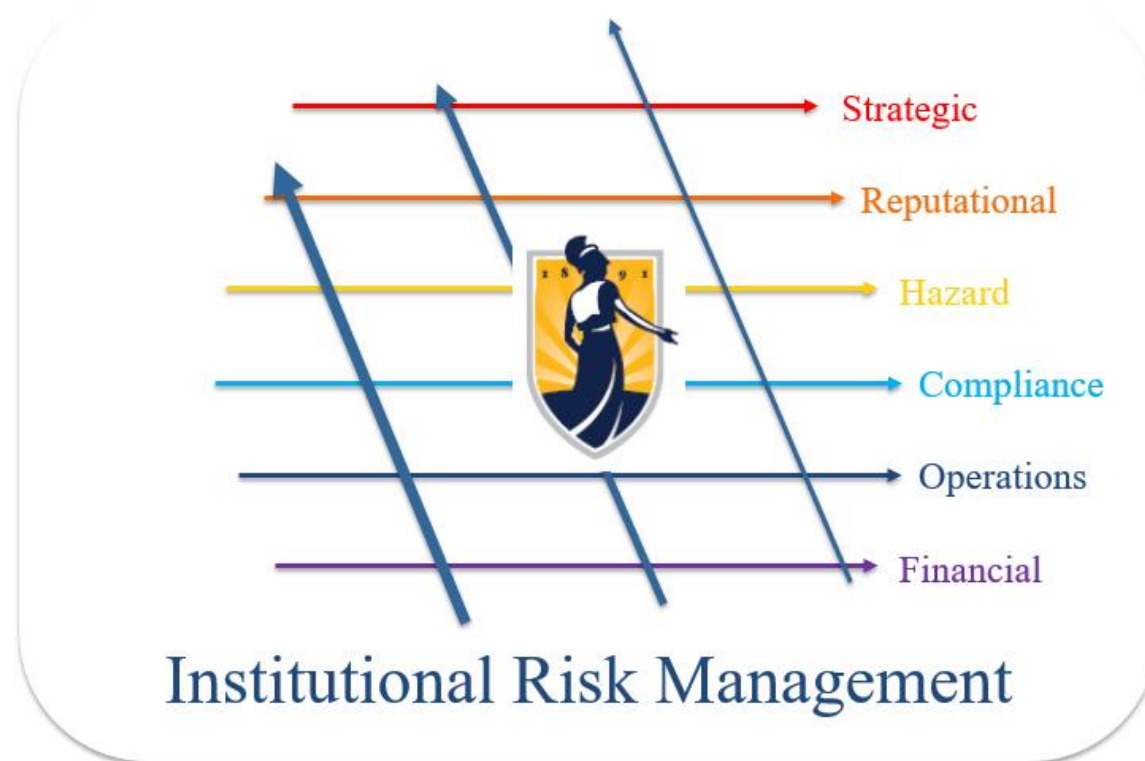 Strategic
Reputational
1 8 9 1
Hazard
Compliance
Operations
Financial
Institutional Risk Management